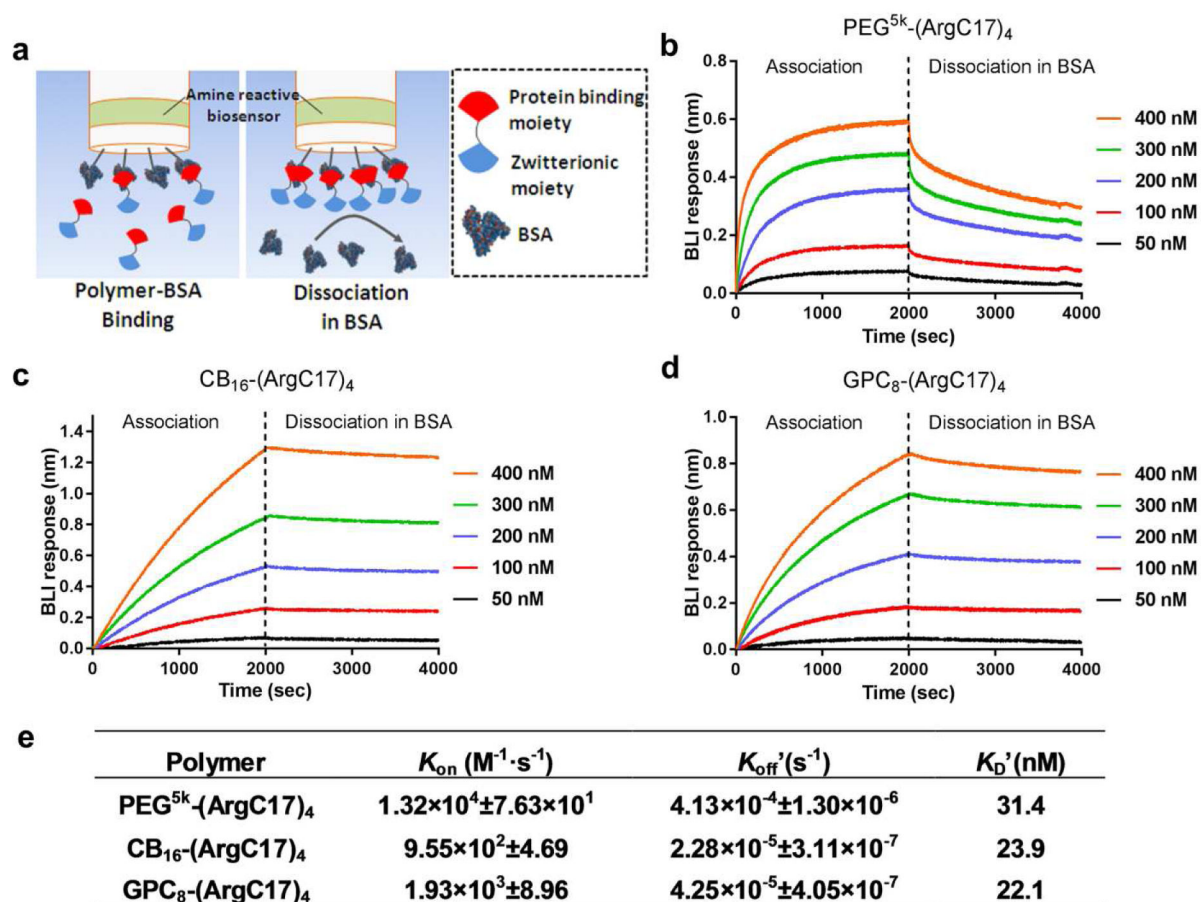 a
Amine reactive
biosensor
Polymer-BSA
Binding
Dissociation
in BSA
Protein binding
moiety
Zwitterionic
moiety
BSA
b
PEG⁵ᵏ-(ArgC17)₄
Association
Dissociation in BSA
BLI response (nm)
0.8
0.6
0.4
0.2
0.0
0 1000 2000 3000 4000
Time (sec)
400 nM
300 nM
200 nM
100 nM
50 nM
c
CB₁₆-(ArgC17)₄
Association
Dissociation in BSA
BLI response (nm)
1.4
1.2
1.0
0.8
0.6
0.4
0.2
0.0
0 1000 2000 3000 4000
Time (sec)
400 nM
300 nM
200 nM
100 nM
50 nM
d
GPC₈-(ArgC17)₄
Association
Dissociation in BSA
BLI response (nm)
1.0
0.8
0.6
0.4
0.2
0.0
0 1000 2000 3000 4000
Time (sec)
400 nM
300 nM
200 nM
100 nM
50 nM
e
Polymer K_on (M⁻¹·s⁻¹) K_off'(s⁻¹) K_D'(nM)
PEG⁵ᵏ-(ArgC17)₄ 1.32×10⁴±7.63×10¹ 4.13×10⁻⁴±1.30×10⁻⁶ 31.4
CB₁₆-(ArgC17)₄ 9.55×10²±4.69 2.28×10⁻⁵±3.11×10⁻⁷ 23.9
GPC₈-(ArgC17)₄ 1.93×10³±8.96 4.25×10⁻⁵±4.05×10⁻⁷ 22.1